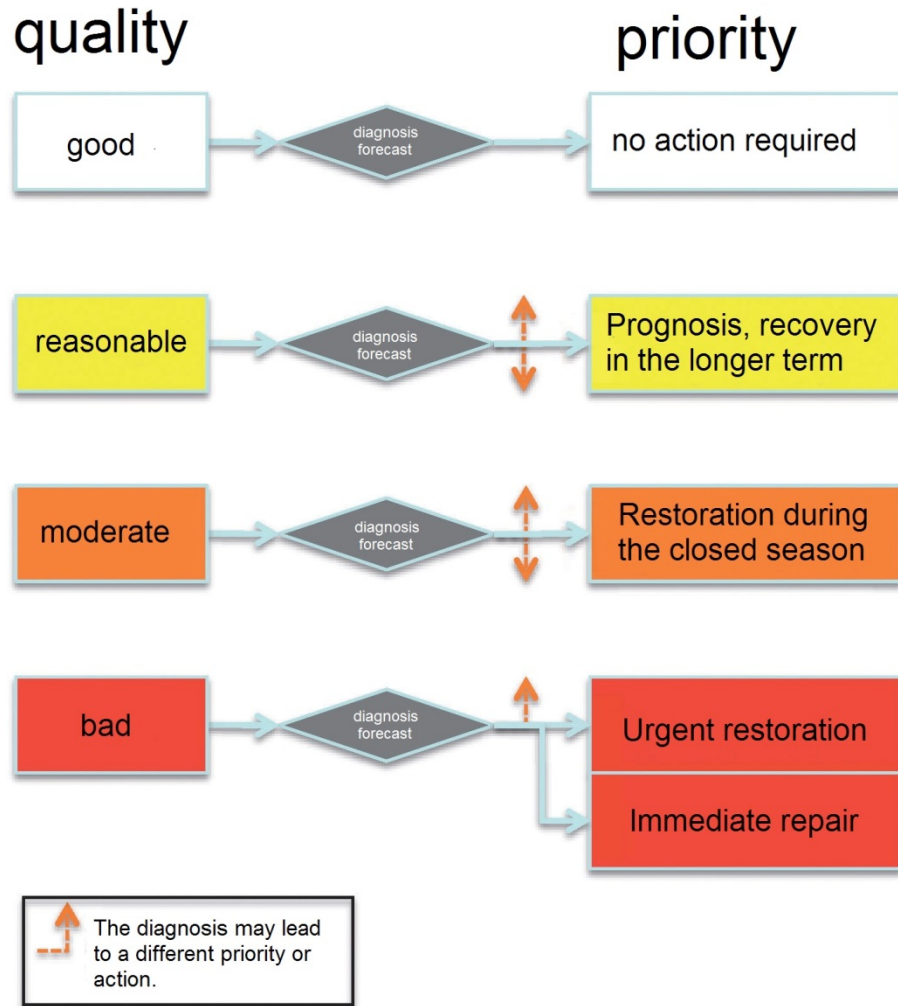 quality
priority
good
diagnosis
forecast
no action required
reasonable
diagnosis
forecast
Prognosis, recovery
in the longer term
moderate
diagnosis
forecast
Restoration during
the closed season
bad
diagnosis
forecast
Urgent restoration
Immediate repair
The diagnosis may lead
to a different priority or
action.